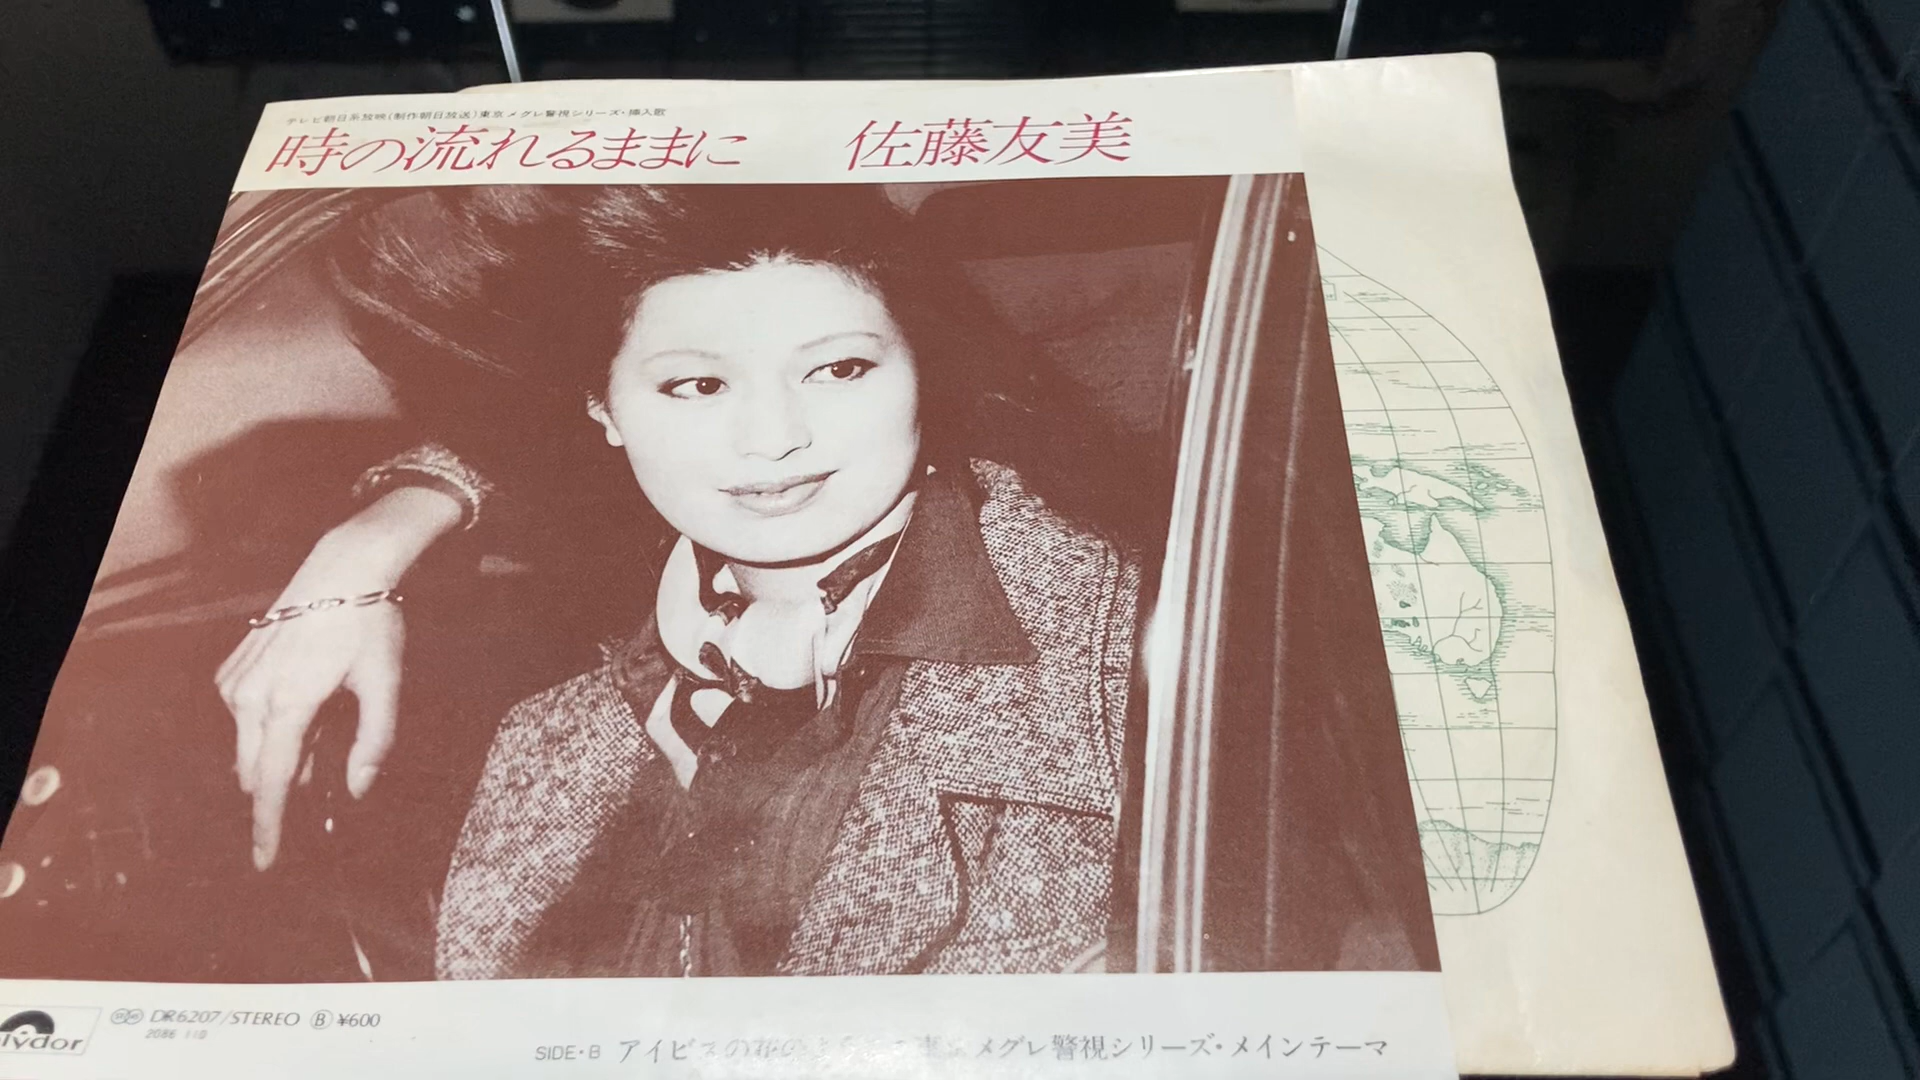 テレビ朝日系放映(制作朝日放送)東京メグレ警視シリーズ・挿入歌
時の流れるままに 佐藤友美
lydor DR6207/STEREO Ⓑ ¥600
2086 110
SIDE・B アイビスの メグレ警視シリーズ・メインテーマ